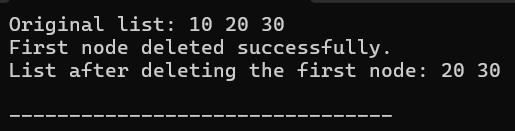 Original list: 10 20 30
First node deleted successfully.
List after deleting the first node: 20 30
--------------------------------